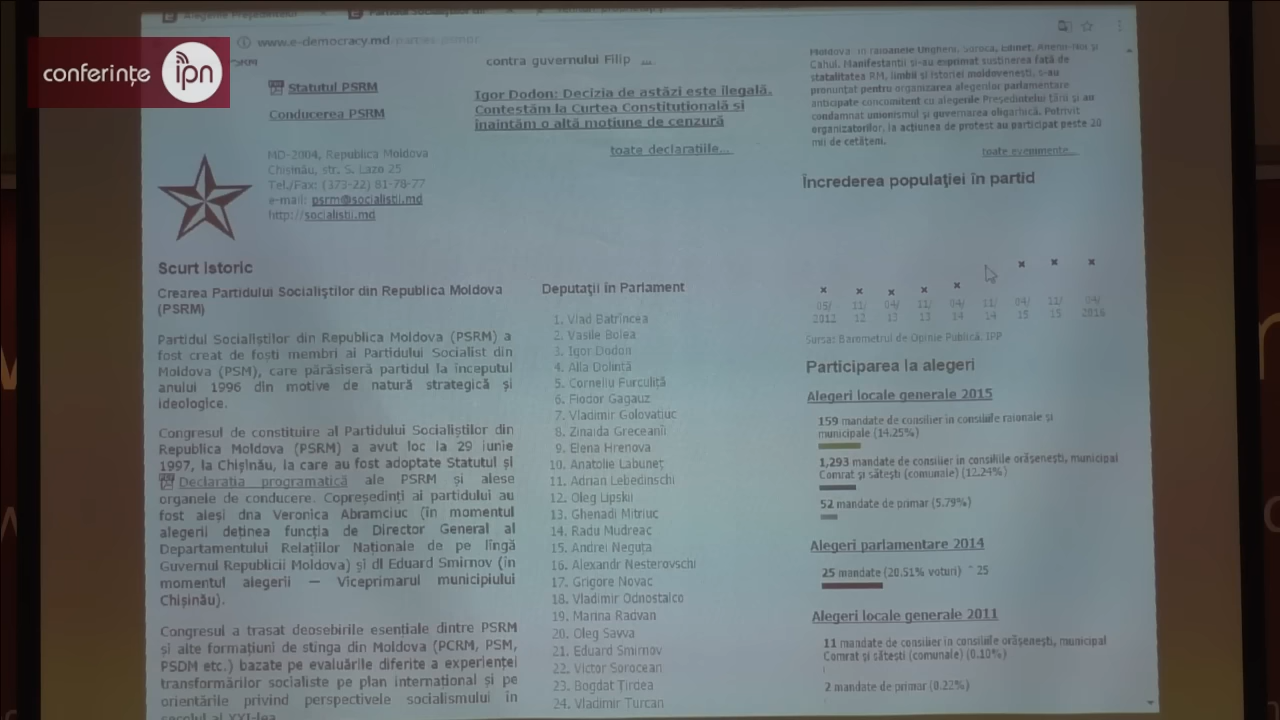 conferințe ipn
www.e-democracy.md
Statutul PSRM
Conducerea PSRM
MD-2004, Republica Moldova
Chișinău, str. S. Lazo 25
Tel./Fax: (373-22) 81-78-77
e-mail: psrm@socialistii.md
http://socialistii.md
contra guvernului Filip ...
Igor Dodon: Decizia de astăzi este ilegală.
Contestăm la Curtea Constituțională și
înaintăm o altă moțiune de cenzură
toate declarațiile...
Moldova: în raioanele Ungheni, Soroca, Edineț, Anenii-Noi și
Cahul. Manifestanții și-au exprimat susținerea față de
statalitatea RM, limbii și istoriei moldovenești, s-au
pronunțat pentru organizarea alegerilor parlamentare
anticipate concomitent cu alegerile Președintelui țării și au
condamnat unionismul și guvernarea oligarhică. Potrivit
organizatorilor, la acțiunea de protest au participat peste 20
mii de cetățeni.
toate evenimente...
Scurt istoric
Crearea Partidului Socialiștilor din Republica Moldova
(PSRM)
Partidul Socialiștilor din Republica Moldova (PSRM) a
fost creat de foști membri ai Partidului Socialist din
Moldova (PSM), care părăsiseră partidul la începutul
anului 1996 din motive de natură strategică și
ideologice.
Congresul de constituire al Partidului Socialiștilor din
Republica Moldova (PSRM) a avut loc la 29 iunie
1997, la Chișinău, la care au fost adoptate Statutul și
Declarația programatică ale PSRM și alese
organele de conducere. Copreședinți ai partidului au
fost aleși dna Veronica Abramciuc (în momentul
alegerii deținea funcția de Director General al
Departamentului Relațiilor Naționale de pe lîngă
Guvernul Republicii Moldova) și dl Eduard Smirnov (în
momentul alegerii — Viceprimarul municipiului
Chișinău).
Congresul a trasat deosebirile esențiale dintre PSRM
și alte formațiuni de stînga din Moldova (PCRM, PSM,
PSDM etc.) bazate pe evaluările diferite a experienței
transformărilor socialiste pe plan internațional și pe
orientările privind perspectivele socialismului în
secolul al XXI-lea
Deputații în Parlament
1. Vlad Batrîncea
2. Vasile Bolea
3. Igor Dodon
4. Alla Dolință
5. Corneliu Furculiță
6. Fiodor Gagauz
7. Vladimir Golovatiuc
8. Zinaida Greceanîi
9. Elena Hrenova
10. Anatolie Labuneț
11. Adrian Lebedinschi
12. Oleg Lipskii
13. Ghenadi Mitriuc
14. Radu Mudreac
15. Andrei Neguța
16. Alexandr Nesterovschi
17. Grigore Novac
18. Vladimir Odnostalco
19. Marina Radvan
20. Oleg Savva
21. Eduard Smirnov
22. Victor Sorocean
23. Bogdat Țîrdea
24. Vladimir Țurcan
Încrederea populației în partid
05/ 11/ 04/ 11/ 04/ 11/ 04/ 11/ 04/
2012 12 13 13 14 14 15 15 2016
Sursa: Barometrul de Opinie Publică, IPP
Participarea la alegeri
Alegeri locale generale 2015
159 mandate de consilier în consiliile raionale și
municipale (14.25%)
1,293 mandate de consilier în consiliile orășenești, municipal
Comrat și sătești (comunale) (12.24%)
52 mandate de primar (5.79%)
Alegeri parlamentare 2014
25 mandate (20.51% voturi) ~ 25
Alegeri locale generale 2011
11 mandate de consilier în consiliile orășenești, municipal
Comrat și sătești (comunale) (0.10%)
2 mandate de primar (0.22%)